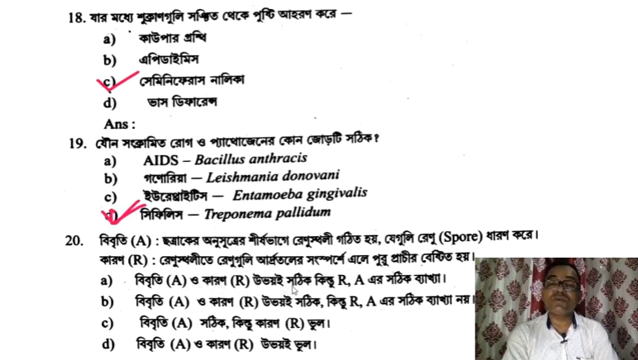 18. যার মধ্যে শুক্রাণুগুলি সঞ্চিত থেকে পুষ্টি আহরণ করে —
a) কাউপার গ্রন্থি
b) এপিডাইমিস
c) সেমিনিফেরাস নালিকা
d) ভাস ডিফারেন্স
Ans :
19. যৌন সংক্রামিত রোগ ও প্যাথোজেনের কোন জোড়টি সঠিক?
a) AIDS – Bacillus anthracis
b) গণোরিয়া — Leishmania donovani
c) ইউরেথ্রাইটিস — Entamoeba gingivalis
d) সিফিলিস – Treponema pallidum
20. বিবৃতি (A) : ছত্রাকের অনুসূত্রের শীর্ষভাগে রেণুস্থলী গঠিত হয়, যেগুলি রেণু (Spore) ধারণ করে।
কারণ (R) : রেণুস্থলীতে রেণুগুলি আর্দ্রতলের সংস্পর্শে এলে পুরু প্রাচীর বেষ্টিত হয়।
a) বিবৃতি (A) ও কারণ (R) উভয়ই সঠিক কিন্তু R, A এর সঠিক ব্যাখ্যা।
b) বিবৃতি (A) ও কারণ (R) উভয়ই সঠিক, কিন্তু R, A এর সঠিক ব্যাখ্যা নয়।
c) বিবৃতি (A) সঠিক, কিন্তু কারণ (R) ভুল।
d) বিবৃতি (A) ও কারণ (R) উভয়ই ভুল।